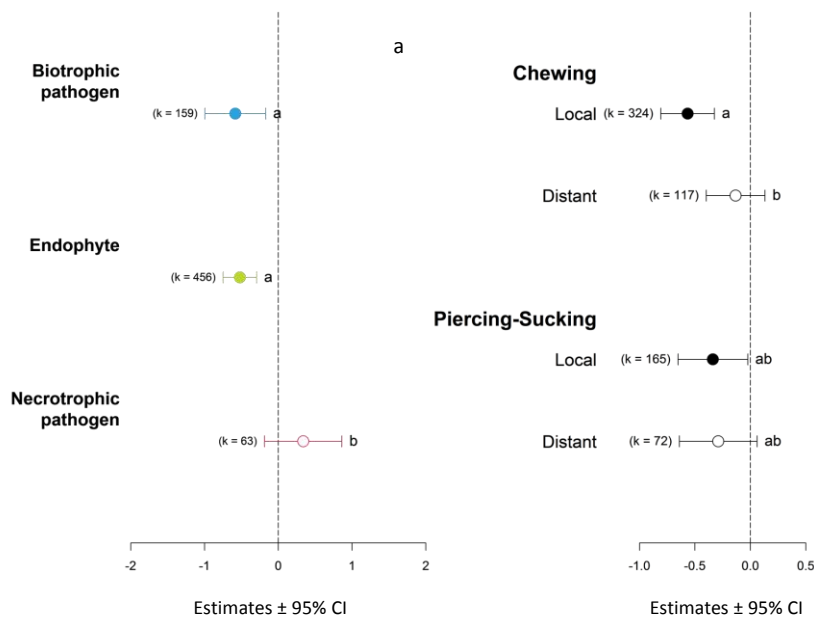 a
Biotrophic
pathogen
(k = 159) a
Endophyte
(k = 456) a
Necrotrophic
pathogen
(k = 63) b
-2 -1 0 1 2
Estimates ± 95% CI
Chewing
Local (k = 324) a
Distant (k = 117) b
Piercing-Sucking
Local (k = 165) ab
Distant (k = 72) ab
-1.0 -0.5 0.0 0.5
Estimates ± 95% CI